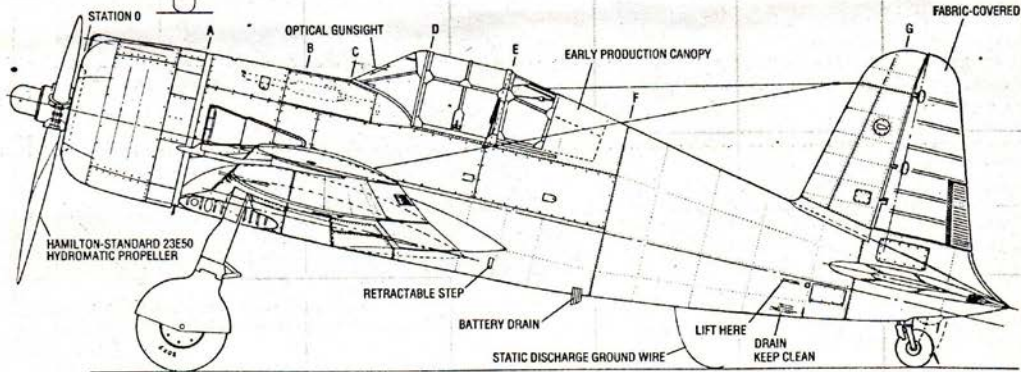 FABRIC-COVERED
STATION 0
A
OPTICAL GUNSIGHT
B
C
D
E
EARLY PRODUCTION CANOPY
F
G
HAMILTON-STANDARD 23E50
HYDROMATIC PROPELLER
RETRACTABLE STEP
BATTERY DRAIN
STATIC DISCHARGE GROUND WIRE
LIFT HERE
DRAIN
KEEP CLEAN